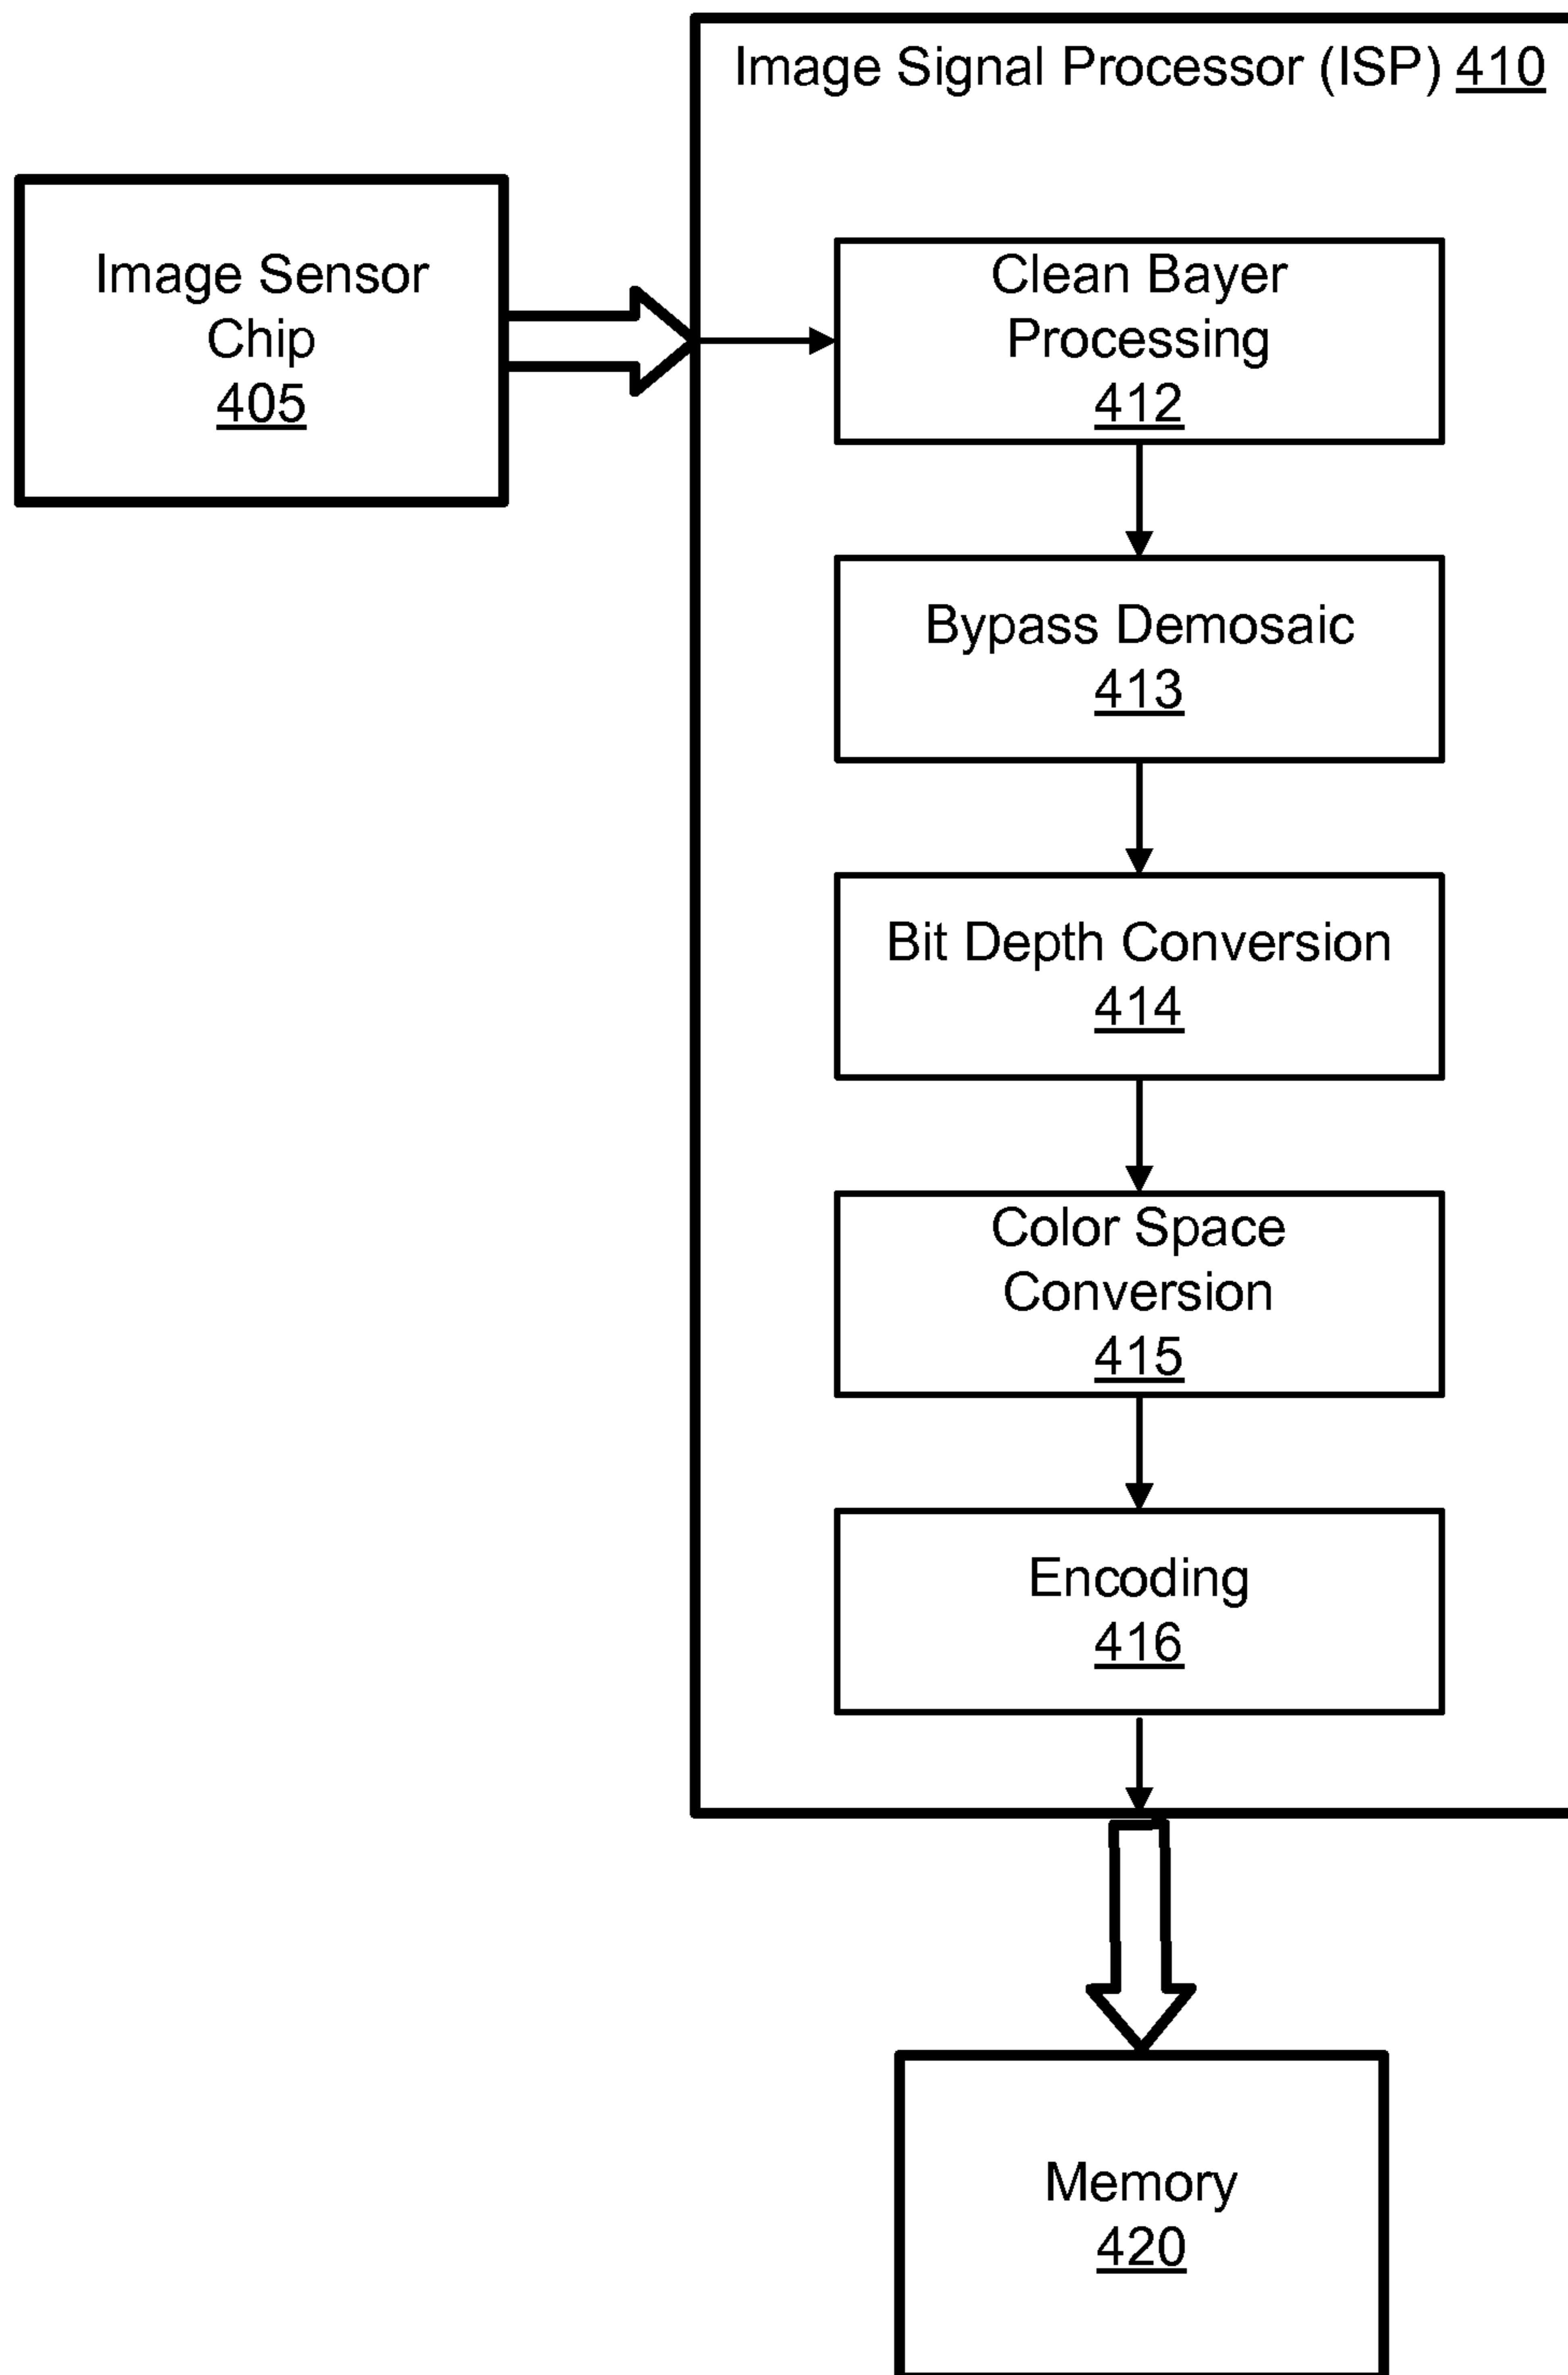 Image Signal Processor (ISP) 410
Image Sensor
Chip
405
Clean Bayer
Processing
412
Bypass Demosaic
413
Bit Depth Conversion
414
Color Space
Conversion
415
Encoding
416
Memory
420